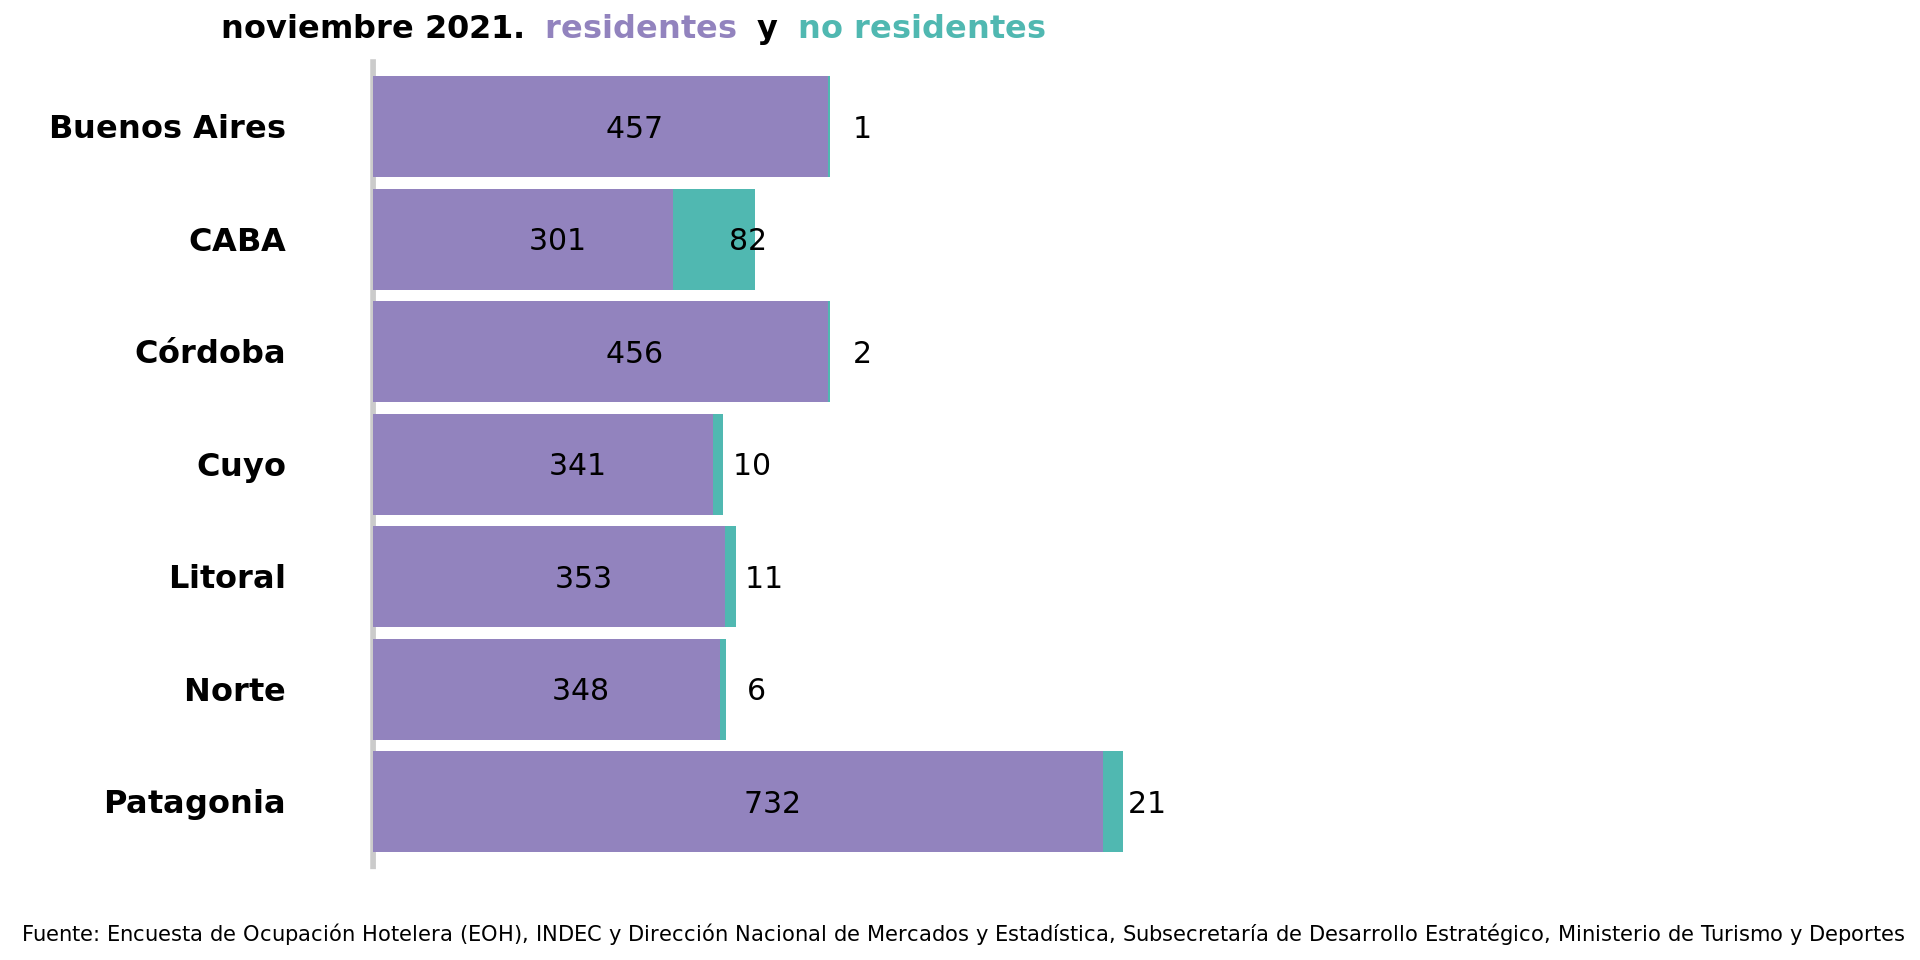 noviembre 2021. residentes y no residentes
Buenos Aires 457 1
CABA 301 82
Córdoba 456 2
Cuyo 341 10
Litoral 353 11
Norte 348 6
Patagonia 732 21
Fuente: Encuesta de Ocupación Hotelera (EOH), INDEC y Dirección Nacional de Mercados y Estadística, Subsecretaría de Desarrollo Estratégico, Ministerio de Turismo y Deportes